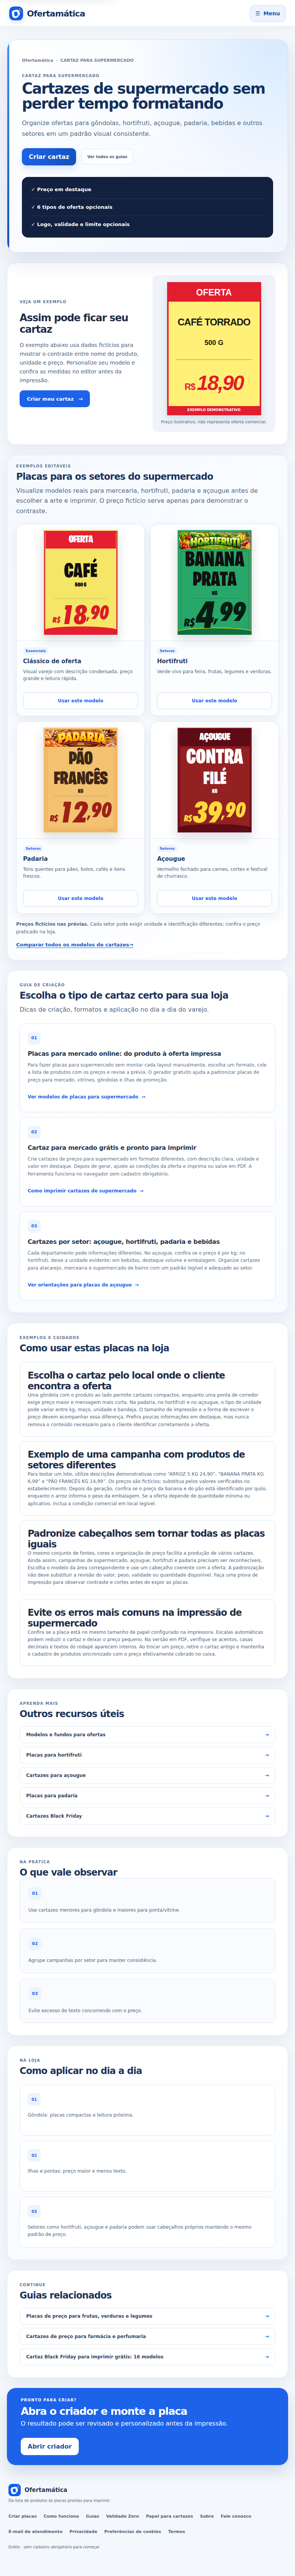 Ofertamática
☰ Menu
Ofertamática › CARTAZ PARA SUPERMERCADO
CARTAZ PARA SUPERMERCADO
Cartazes de supermercado sem
perder tempo formatando
Organize ofertas para gôndolas, hortifruti, açougue, padaria, bebidas e outros
setores em um padrão visual consistente.
Criar cartaz
Ver todos os guias
✓ Preço em destaque
✓ 6 tipos de oferta opcionais
✓ Logo, validade e limite opcionais
VEJA UM EXEMPLO
Assim pode ficar seu
cartaz
O exemplo abaixo usa dados fictícios para
mostrar o contraste entre nome do produto,
unidade e preço. Personalize seu modelo e
confira as medidas no editor antes da
impressão.
Criar meu cartaz →
OFERTA
CAFÉ TORRADO
500 G
R$ 18,90
EXEMPLO DEMONSTRATIVO
Preço ilustrativo, não representa oferta comercial.
EXEMPLOS EDITÁVEIS
Placas para os setores do supermercado
Visualize modelos reais para mercearia, hortifruti, padaria e açougue antes de
escolher a arte e imprimir. O preço fictício serve apenas para demonstrar o
contraste.
OFERTA
CAFÉ
500 G
R$ 18,90
Essenciais
Clássico de oferta
Visual varejo com descrição condensada, preço
grande e leitura rápida.
Usar este modelo
HORTIFRUTI
BANANA
PRATA
KG
R$ 4,99
Setores
Hortifruti
Verde vivo para feira, frutas, legumes e verduras.
Usar este modelo
PADARIA
PÃO
FRANCÊS
KG
R$ 12,90
Setores
Padaria
Tons quentes para pães, bolos, cafés e itens
frescos.
Usar este modelo
AÇOUGUE
CONTRA
FILÉ
KG
R$ 39,90
Setores
Açougue
Vermelho fechado para carnes, cortes e festival
de churrasco.
Usar este modelo
Preços fictícios nas prévias. Cada setor pode exigir unidade e identificação diferentes; confira o preço
praticado na loja.
Comparar todos os modelos de cartazes→
GUIA DE CRIAÇÃO
Escolha o tipo de cartaz certo para sua loja
Dicas de criação, formatos e aplicação no dia a dia do varejo.
01
Placas para mercado online: do produto à oferta impressa
Para fazer placas para supermercado sem montar cada layout manualmente, escolha um formato, cole
a lista de produtos com os preços e revise a prévia. O gerador gratuito ajuda a padronizar placas de
preço para mercado, vitrines, gôndolas e ilhas de promoção.
Ver modelos de placas para supermercado →
02
Cartaz para mercado grátis e pronto para imprimir
Crie cartazes de preços para supermercado em formatos diferentes, com descrição clara, unidade e
valor em destaque. Depois de gerar, ajuste as condições da oferta e imprima ou salve em PDF. A
ferramenta funciona no navegador sem cadastro obrigatório.
Como imprimir cartazes de supermercado →
03
Cartazes por setor: açougue, hortifruti, padaria e bebidas
Cada departamento pede informações diferentes. No açougue, confira se o preço é por kg; no
hortifruti, deixe a unidade evidente; em bebidas, destaque volume e embalagem. Organize cartazes
para atacarejo, mercearia e supermercado de bairro com um padrão legível e adequado ao setor.
Ver orientações para placas de açougue →
EXEMPLOS E CUIDADOS
Como usar estas placas na loja
Escolha o cartaz pelo local onde o cliente
encontra a oferta
Uma gôndola com o produto ao lado permite cartazes compactos, enquanto uma ponta de corredor
exige preço maior e mensagem mais curta. Na padaria, no hortifruti e no açougue, o tipo de unidade
pode variar entre kg, maço, unidade e bandeja. O tamanho da impressão e a forma de escrever o
preço devem acompanhar essa diferença. Prefira poucas informações em destaque, mas nunca
remova o conteúdo necessário para o cliente identificar corretamente a oferta.
Exemplo de uma campanha com produtos de
setores diferentes
Para testar um lote, utilize descrições demonstrativas como “ARROZ 5 KG 24,90”, “BANANA PRATA KG
6,99” e “PÃO FRANCÊS KG 14,99”. Os preços são fictícios: substitua pelos valores verificados no
estabelecimento. Depois da geração, confira se o preço da banana e do pão está identificado por quilo,
enquanto o arroz informa o peso da embalagem. Se a oferta depende de quantidade mínima ou
aplicativo, inclua a condição comercial em local legível.
Padronize cabeçalhos sem tornar todas as placas
iguais
O mesmo conjunto de fontes, cores e organização de preço facilita a produção de vários cartazes.
Ainda assim, campanhas de supermercado, açougue, hortifruti e padaria precisam ser reconhecíveis.
Escolha o modelo da área correspondente e use um cabeçalho coerente com a oferta. A padronização
não deve substituir a revisão do valor, peso, validade ou quantidade disponível. Faça uma prova de
impressão para observar contraste e cortes antes de expor as placas.
Evite os erros mais comuns na impressão de
supermercado
Confira se a placa está no mesmo tamanho de papel configurado na impressora. Escalas automáticas
podem reduzir o cartaz e deixar o preço pequeno. Na versão em PDF, verifique se acentos, casas
decimais e textos do rodapé aparecem inteiros. Ao trocar um preço, retire o cartaz antigo e mantenha
o cadastro de produtos sincronizado com o preço efetivamente cobrado no caixa.
APRENDA MAIS
Outros recursos úteis
Modelos e fundos para ofertas →
Placas para hortifruti →
Cartazes para açougue →
Placas para padaria →
Cartazes Black Friday →
NA PRÁTICA
O que vale observar
01
Use cartazes menores para gôndola e maiores para ponta/vitrine.
02
Agrupe campanhas por setor para manter consistência.
03
Evite excesso de texto concorrendo com o preço.
NA LOJA
Como aplicar no dia a dia
01
Gôndola: placas compactas e leitura próxima.
02
Ilhas e pontas: preço maior e menos texto.
03
Setores como hortifruti, açougue e padaria podem usar cabeçalhos próprios mantendo o mesmo
padrão de preço.
CONTINUE
Guias relacionados
Placas de preço para frutas, verduras e legumes →
Cartazes de preço para farmácia e perfumaria →
Cartaz Black Friday para imprimir grátis: 16 modelos →
PRONTO PARA CRIAR?
Abra o criador e monte a placa
O resultado pode ser revisado e personalizado antes da impressão.
Abrir criador
Ofertamática
Da lista de produtos às placas prontas para imprimir.
Criar placas Como funciona Guias Validade Zero Papel para cartazes Sobre Fale conosco
E-mail de atendimento Privacidade Preferências de cookies Termos
Grátis · sem cadastro obrigatório para começar